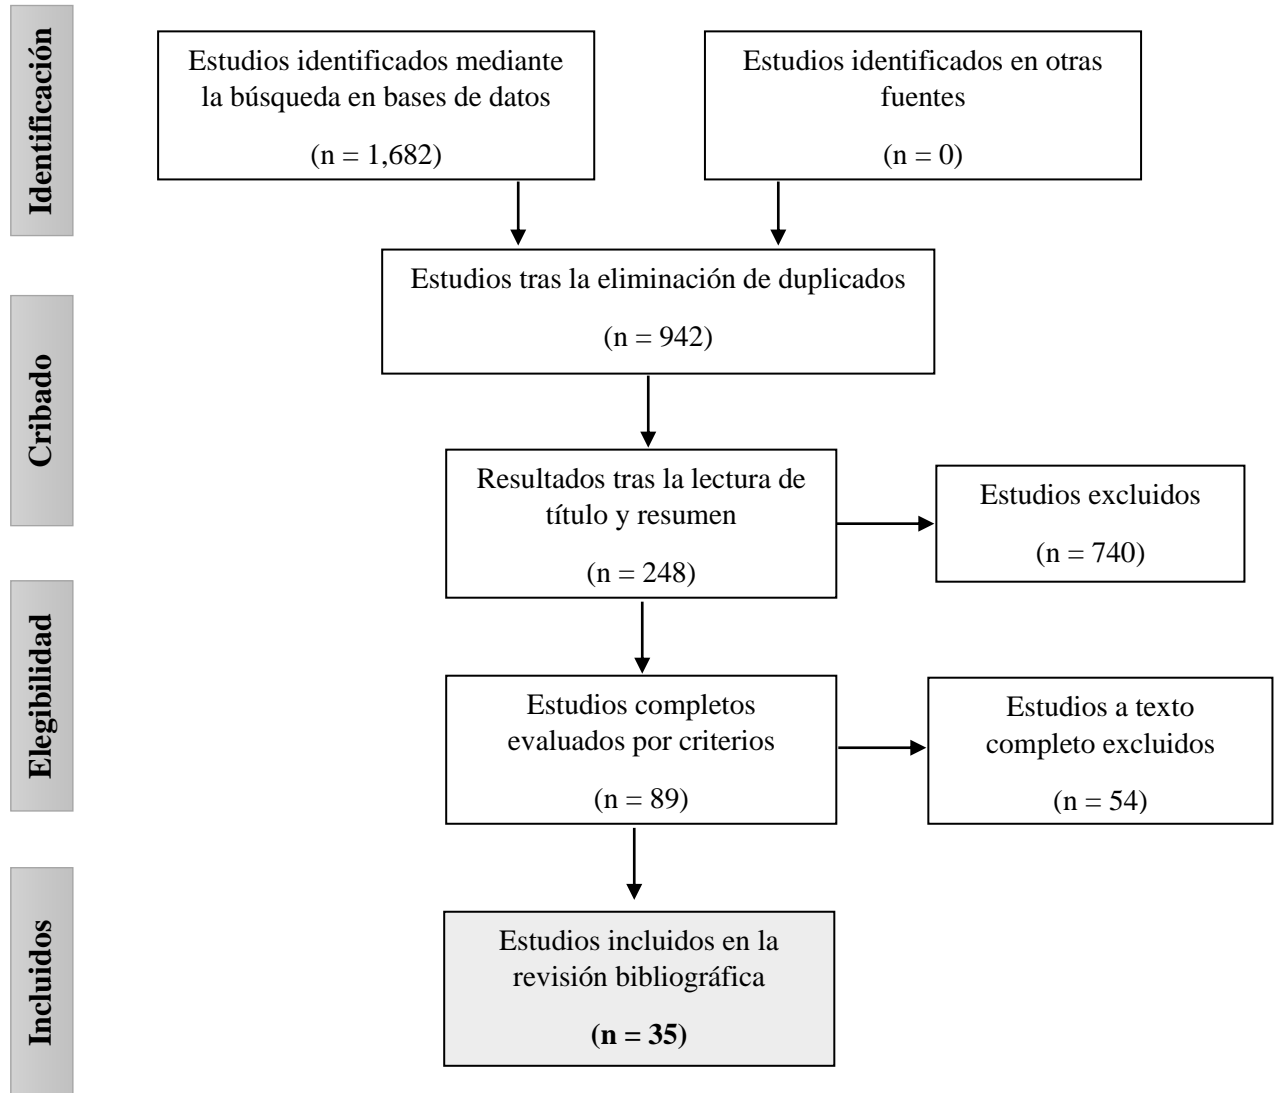 Identificación
Estudios identificados mediante
la búsqueda en bases de datos
(n = 1,682)
Estudios identificados en otras
fuentes
(n = 0)
Estudios tras la eliminación de duplicados
(n = 942)
Cribado
Resultados tras la lectura de
título y resumen
(n = 248)
Estudios excluidos
(n = 740)
Elegibilidad
Estudios completos
evaluados por criterios
(n = 89)
Estudios a texto
completo excluidos
(n = 54)
Incluidos
Estudios incluidos en la
revisión bibliográfica
(n = 35)